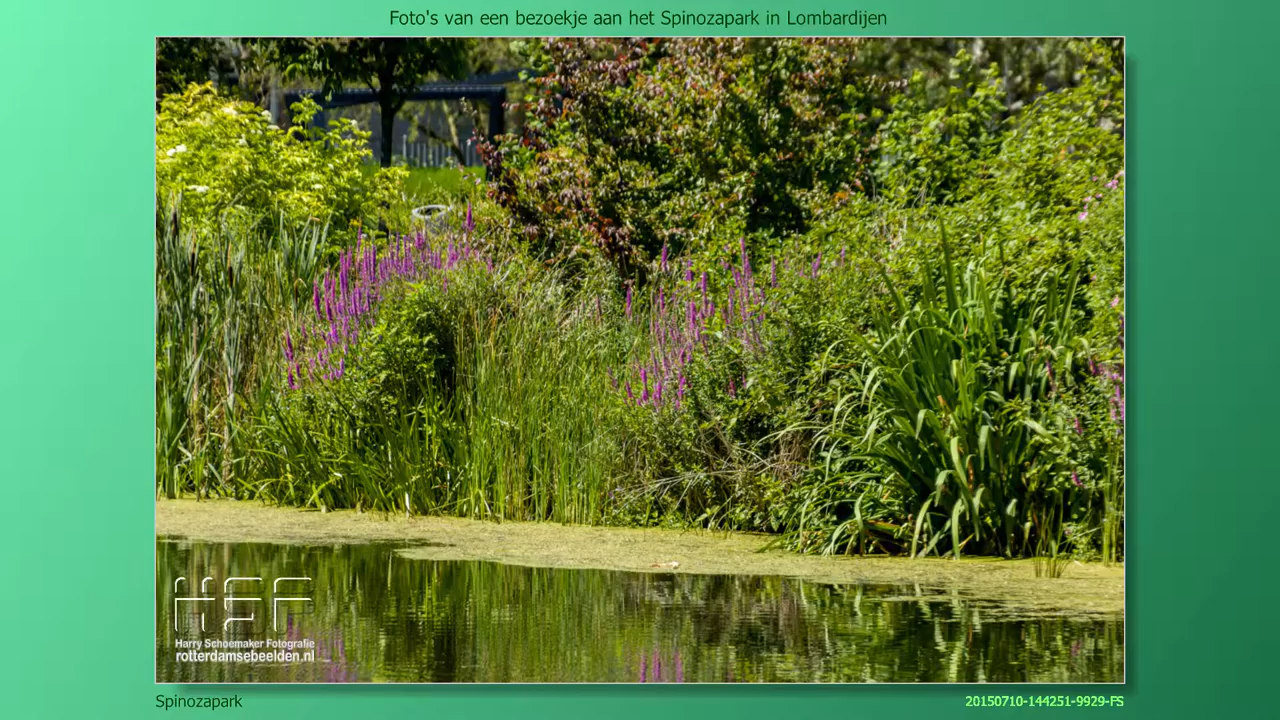 Foto's van een bezoekje aan het Spinozapark in Lombardijen
HSF
Harry Schoemaker Fotografie
rotterdamsebeelden.nl
Spinozapark
20150710-144251-9929-FS